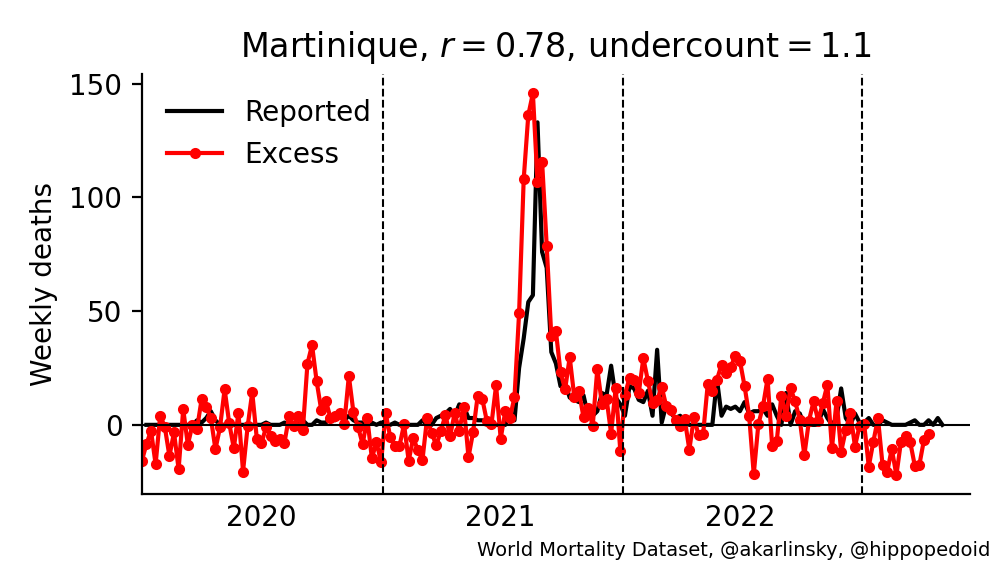 Martinique, r = 0.78, undercount = 1.1
150
100
50
0
Weekly deaths
Reported
Excess
2020 2021 2022
World Mortality Dataset, @akarlinsky, @hippopedoid